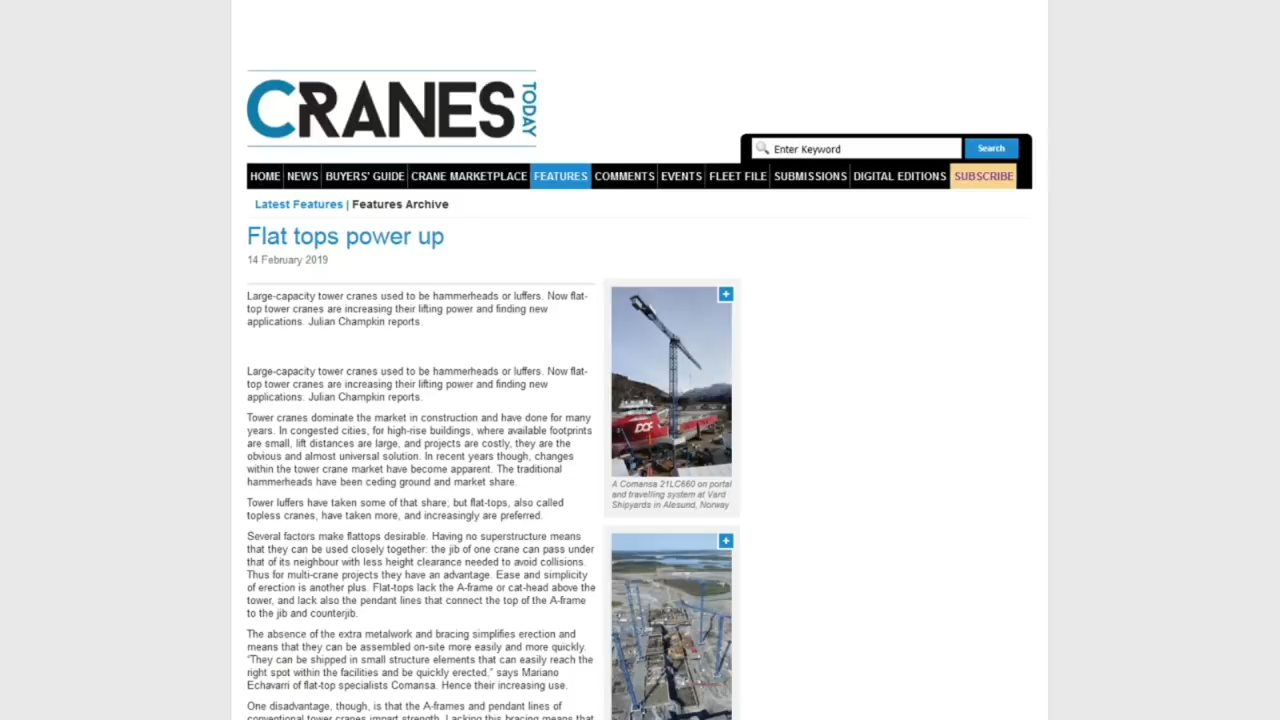 CRANES TODAY
Enter Keyword
Search
HOME NEWS BUYERS' GUIDE CRANE MARKETPLACE FEATURES COMMENTS EVENTS FLEET FILE SUBMISSIONS DIGITAL EDITIONS SUBSCRIBE
Latest Features | Features Archive
Flat tops power up
14 February 2019
Large-capacity tower cranes used to be hammerheads or luffers. Now flat-
top tower cranes are increasing their lifting power and finding new
applications. Julian Champkin reports.
Large-capacity tower cranes used to be hammerheads or luffers. Now flat-
top tower cranes are increasing their lifting power and finding new
applications. Julian Champkin reports.
Tower cranes dominate the market in construction and have done for many
years. In congested cities, for high-rise buildings, where available footprints
are small, lift distances are large, and projects are costly, they are the
obvious and almost universal solution. In recent years though, changes
within the tower crane market have become apparent. The traditional
hammerheads have been ceding ground and market share.
Tower luffers have taken some of that share; but flat-tops, also called
topless cranes, have taken more, and increasingly are preferred.
Several factors make flattops desirable. Having no superstructure means
that they can be used closely together: the jib of one crane can pass under
that of its neighbour with less height clearance needed to avoid collisions.
Thus for multi-crane projects they have an advantage. Ease and simplicity
of erection is another plus. Flat-tops lack the A-frame or cat-head above the
tower, and lack also the pendant lines that connect the top of the A-frame
to the jib and counterjib.
The absence of the extra metalwork and bracing simplifies erection and
means that they can be assembled on-site more easily and more quickly.
“They can be shipped in small structure elements that can easily reach the
right spot within the facilities and be quickly erected,” says Mariano
Echavarri of flat-top specialists Comansa. Hence their increasing use.
One disadvantage, though, is that the A-frames and pendant lines of
conventional tower cranes impart strength. Lacking this bracing means that
DOF
A Comansa 21LC660 on portal
and travelling system at Vard
Shipyards in Alesund, Norway